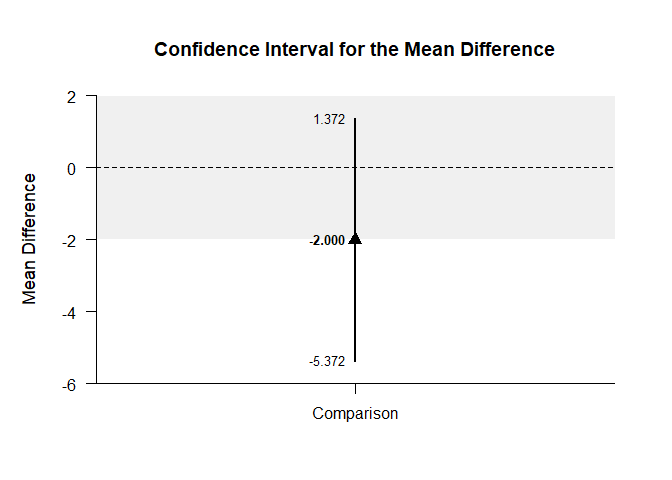 Confidence Interval for the Mean Difference
Mean Difference
2
0
-2
-4
-6
1.372
-2.000
-5.372
Comparison